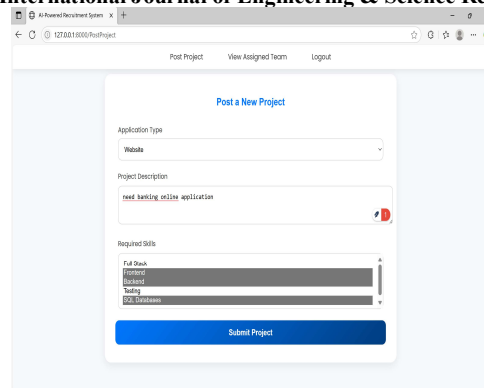 International Journal of Engineering & Science Re
AI-Powered Recruitment System
127.0.0.1:8000/PostProject
Post Project View Assigned Team Logout
Post a New Project
Application Type
Website
Project Description
need banking online application
Required Skills
Full Stack
Frontend
Backend
Testing
SQL Databases
Submit Project